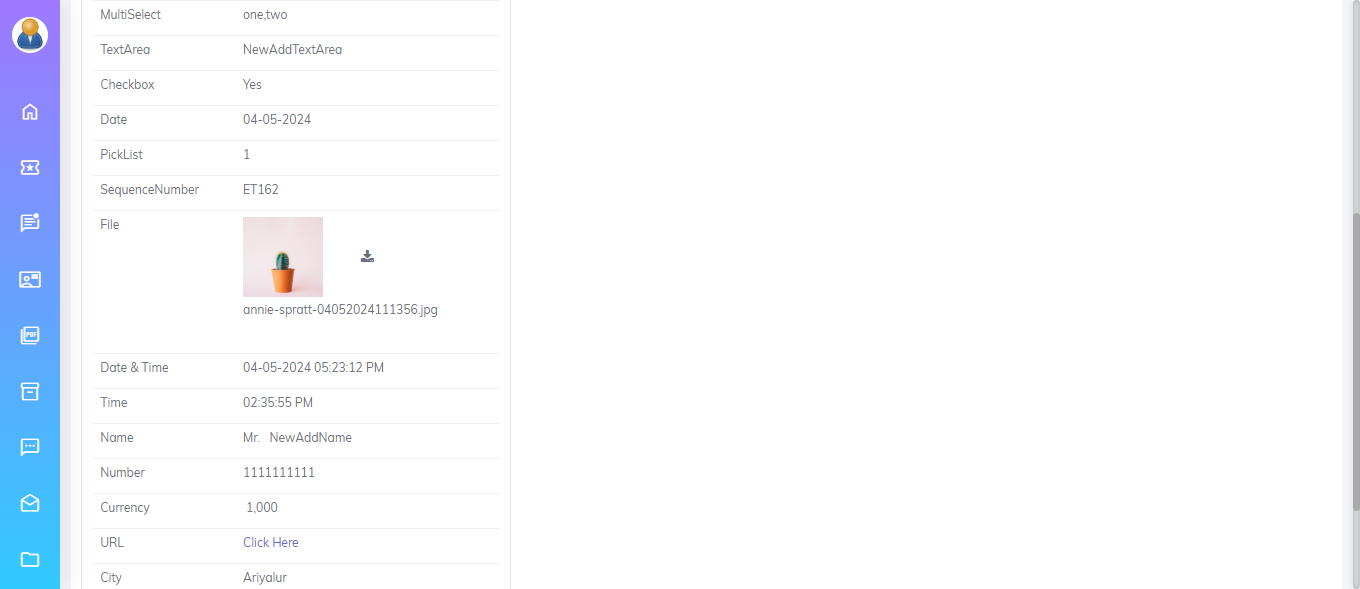 MultiSelect one,two
TextArea NewAddTextArea
Checkbox Yes
Date 04-05-2024
PickList 1
SequenceNumber ET162
File
annie-spratt-04052024111356.jpg
Date & Time 04-05-2024 05:23:12 PM
Time 02:35:55 PM
Name Mr. NewAddName
Number 1111111111
Currency 1,000
URL Click Here
City Ariyalur
PDF